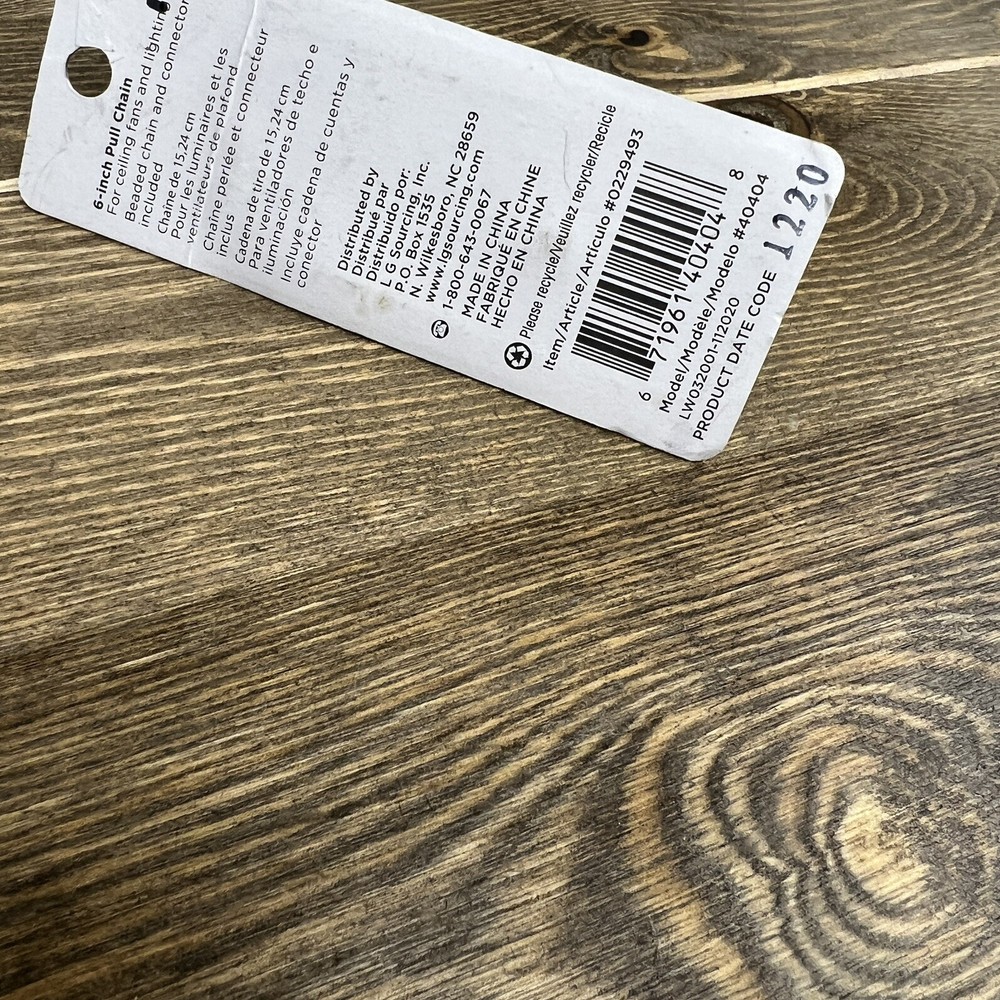 6-inch Pull Chain
For ceiling fans and lighting
Beaded chain and connector
included
Chaîne de 15,24 cm
Pour les luminaires et les
ventilateurs de plafond
Chaîne perlée et connecteur
inclus
Cadena de tiro de 15,24 cm
Para ventiladores de techo e
iluminación
Incluye cadena de cuentas y
conector
Distributed by
Distribué par
Distribuido por:
L G Sourcing, Inc.
P.O. Box 1535
N. Wilkesboro, NC 28659
www.lgsourcing.com
1-800-643-0067
MADE IN CHINA
FABRIQUÉ EN CHINE
HECHO EN CHINA
Please recycle/Veuillez recycler/Recicle
Item/Article/Artículo #0229493
6 71961 40404 8
Model/Modèle/Modelo #40404
LW032001-112020
PRODUCT DATE CODE 1220